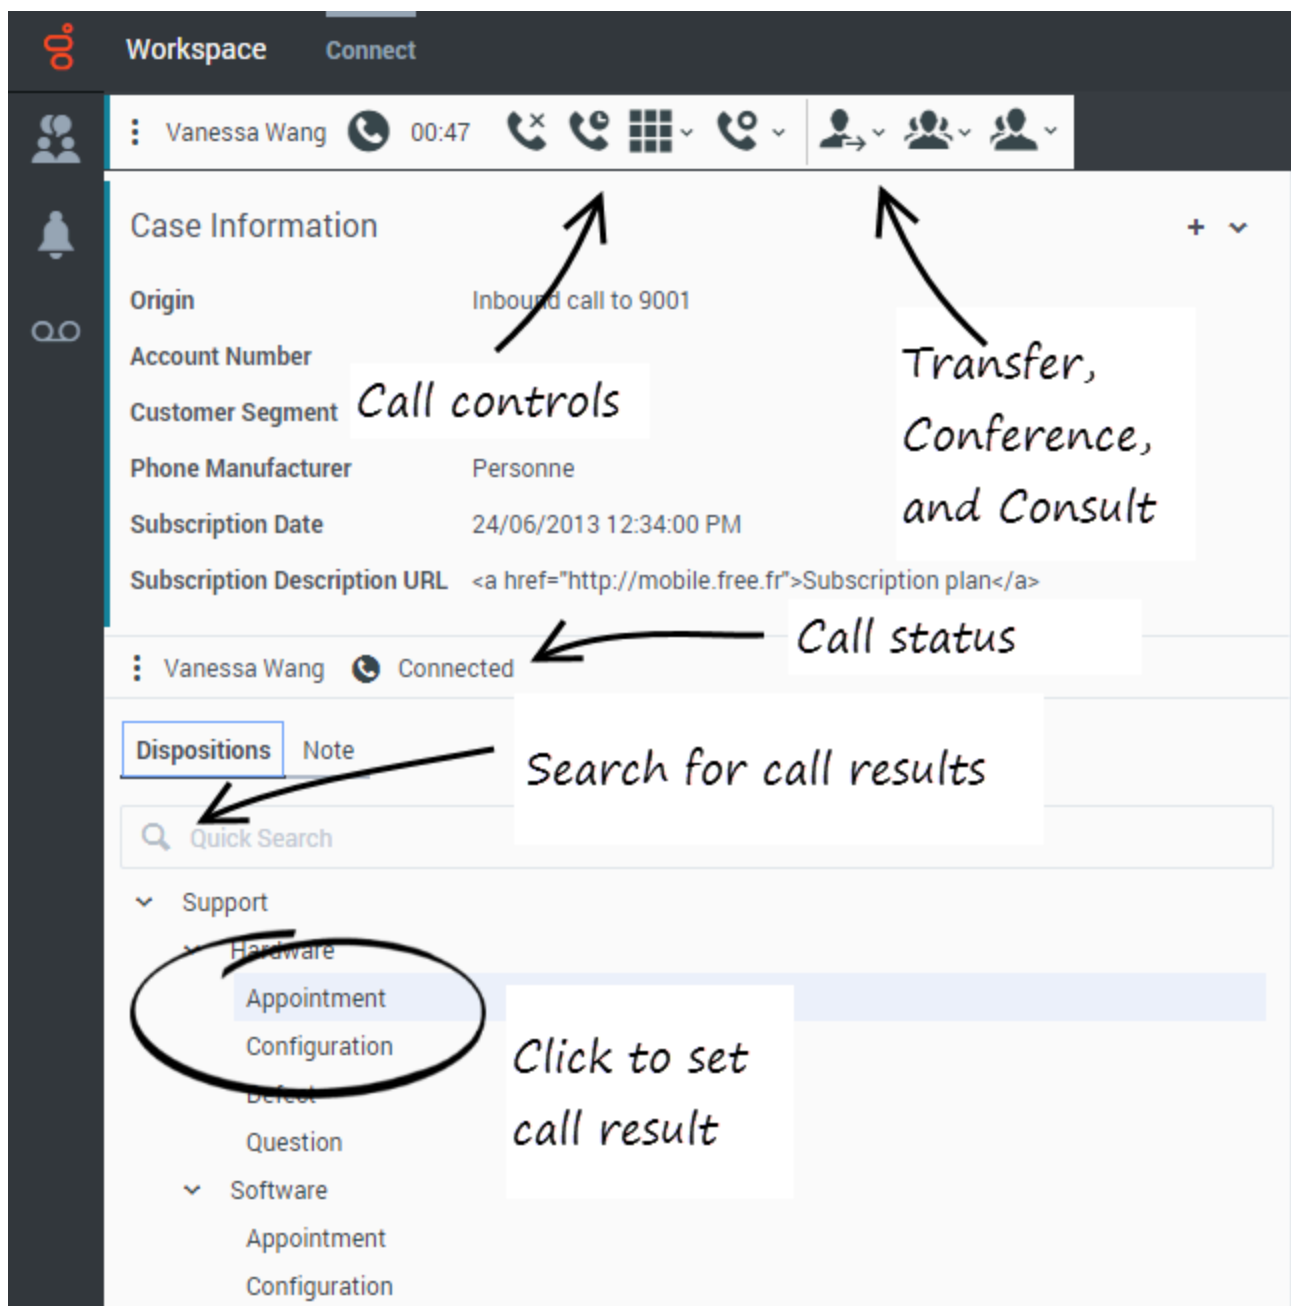 Workspace Connect
Vanessa Wang 00:47
Case Information
Origin Inbound call to 9001
Account Number
Customer Segment
Call controls
Phone Manufacturer Personne
Subscription Date 24/06/2013 12:34:00 PM
Subscription Description URL <a href="http://mobile.free.fr">Subscription plan</a>
Transfer,
Conference,
and Consult
Call status
Vanessa Wang Connected
Dispositions Note
Search for call results
Quick Search
Support
Hardware
Appointment
Configuration
Defect
Question
Click to set
call result
Software
Appointment
Configuration